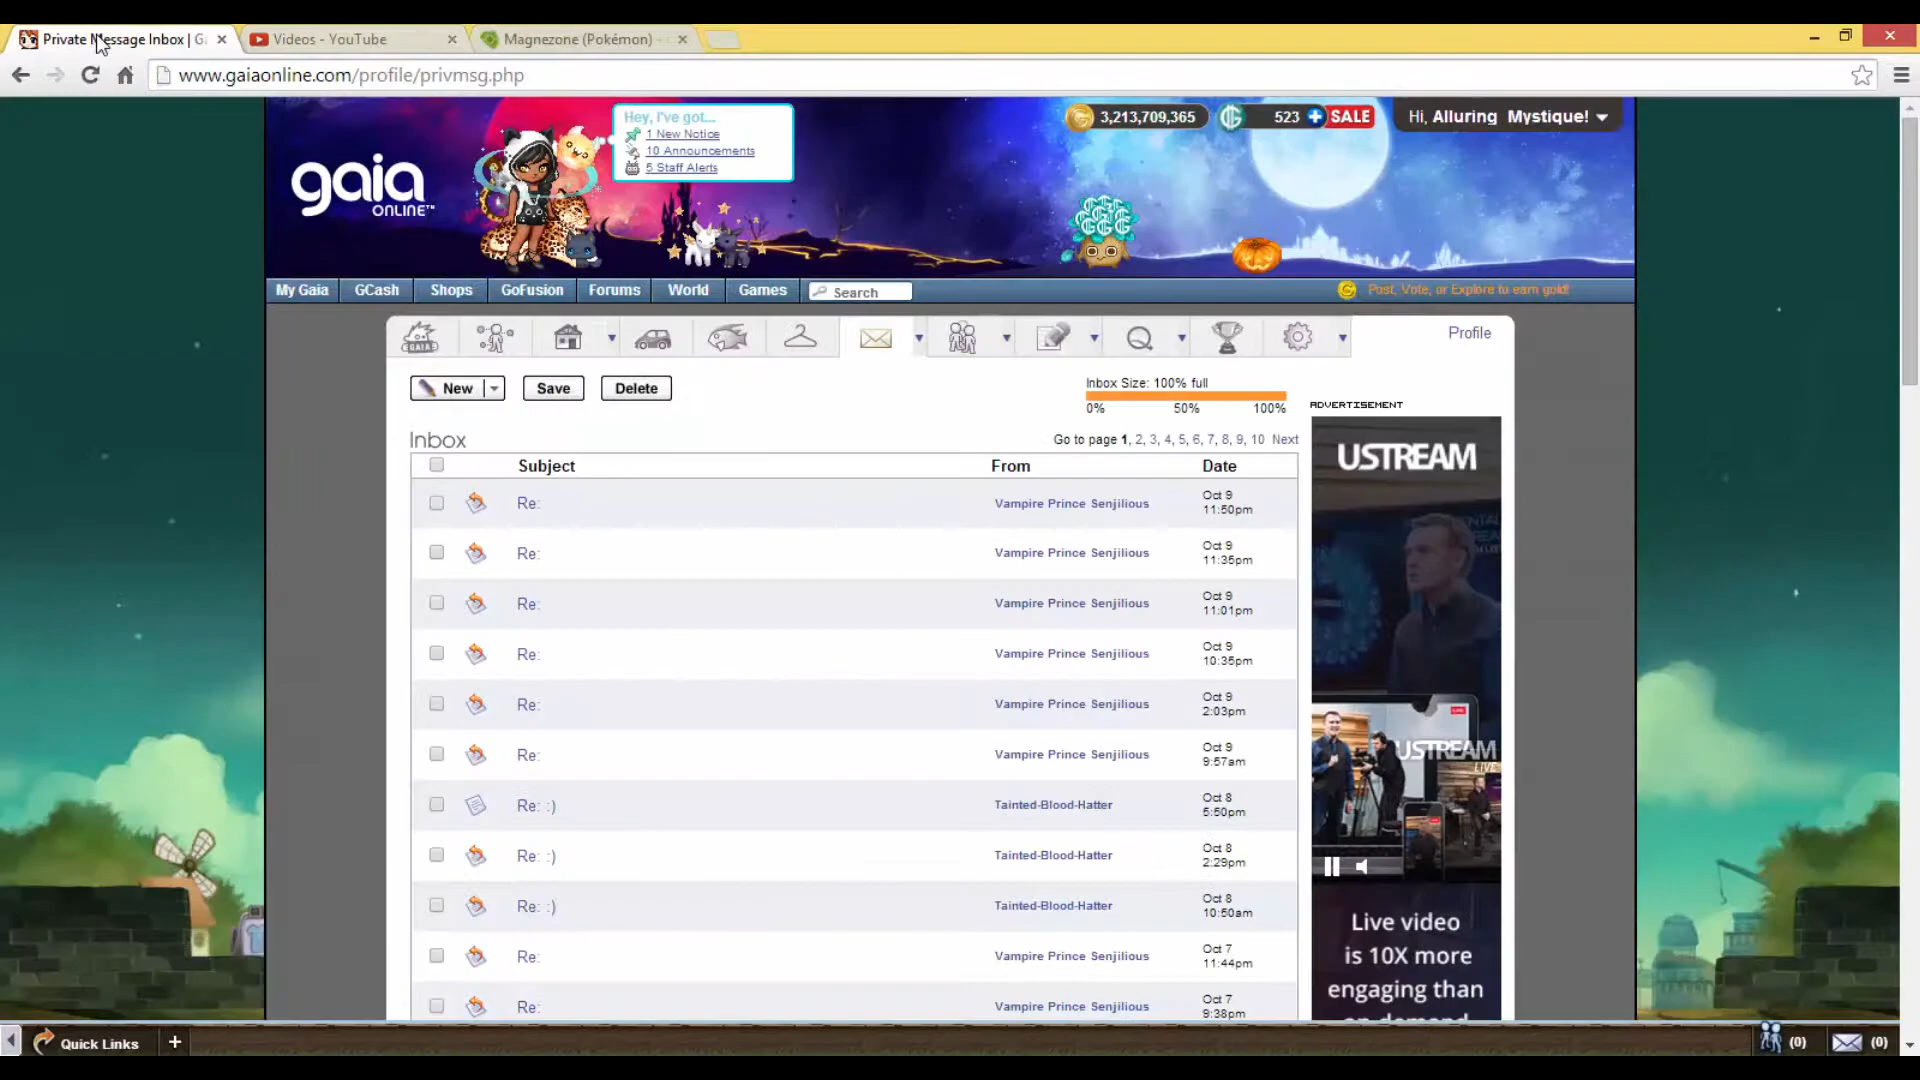 Private Message Inbox | G
Videos - YouTube
Magnezone (Pokémon) -
www.gaiaonline.com/profile/privmsg.php
gaia
ONLINE™
Hey, I've got...
1 New Notice
10 Announcements
5 Staff Alerts
3,213,709,365
523
SALE
Hi, Alluring Mystique!
My Gaia
GCash
Shops
GoFusion
Forums
World
Games
Search
Post, Vote, or Explore to earn gold!
GAIA
Profile
New
Save
Delete
Inbox Size: 100% full
0% 50% 100%
ADVERTISEMENT
Inbox
Go to page 1, 2, 3, 4, 5, 6, 7, 8, 9, 10 Next
Subject From Date
Re: Vampire Prince Senjilious Oct 9
11:50pm
Re: Vampire Prince Senjilious Oct 9
11:35pm
Re: Vampire Prince Senjilious Oct 9
11:01pm
Re: Vampire Prince Senjilious Oct 9
10:35pm
Re: Vampire Prince Senjilious Oct 9
2:03pm
Re: Vampire Prince Senjilious Oct 9
9:57am
Re: :) Tainted-Blood-Hatter Oct 8
5:50pm
Re: :) Tainted-Blood-Hatter Oct 8
2:29pm
Re: :) Tainted-Blood-Hatter Oct 8
10:50am
Re: Vampire Prince Senjilious Oct 7
11:44pm
Re: Vampire Prince Senjilious Oct 7
9:38pm
USTREAM
USTREAM
LIVE
Live video
is 10X more
engaging than
Quick Links
+
(0)
(0)